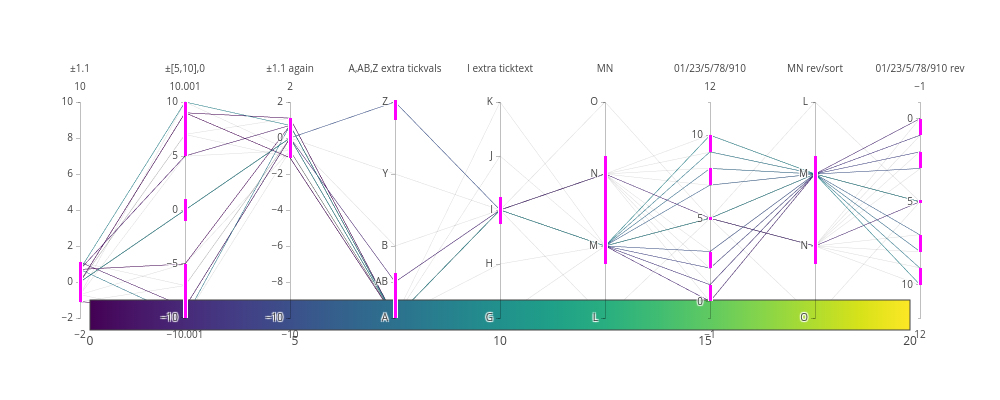 ±1.1 ±[5,10],0 ±1.1 again A,AB,Z extra tickvals I extra ticktext MN 01/23/5/78/910 MN rev/sort 01/23/5/78/910 rev
10 10.001 2 12 −1
10 10 2 Z K O L
0
8 10
5 0 J
6 −2 Y N M
4 0 −4 I 5 5
2 −5 −6 B H M N
0 −8 AB 10
0
−2 −10 −10 A G L O
−2 −10.001 −10 −1 12
0 5 10 15 20